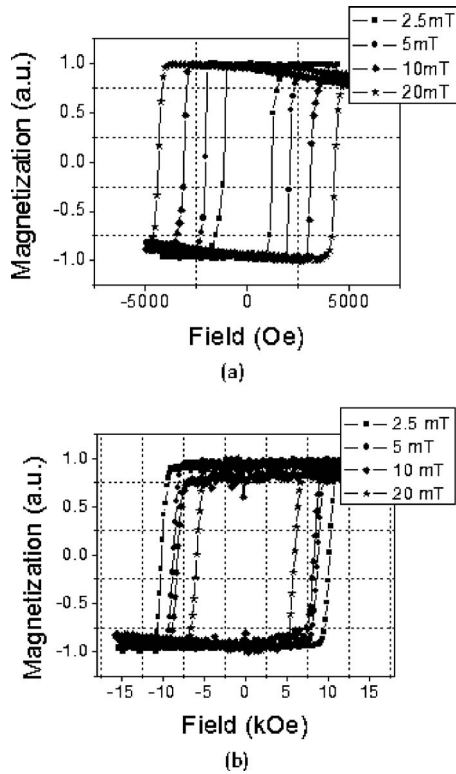 2.5mT
5mT
10mT
20mT
1.0
0.5
0.0
-0.5
-1.0
Magnetization (a.u.)
-5000
0
5000
Field (Oe)
(a)
2.5 mT
5 mT
10 mT
20 mT
1.0
0.5
0.0
-0.5
-1.0
Magnetization (a.u.)
-15
-10
-5
0
5
10
15
Field (kOe)
(b)